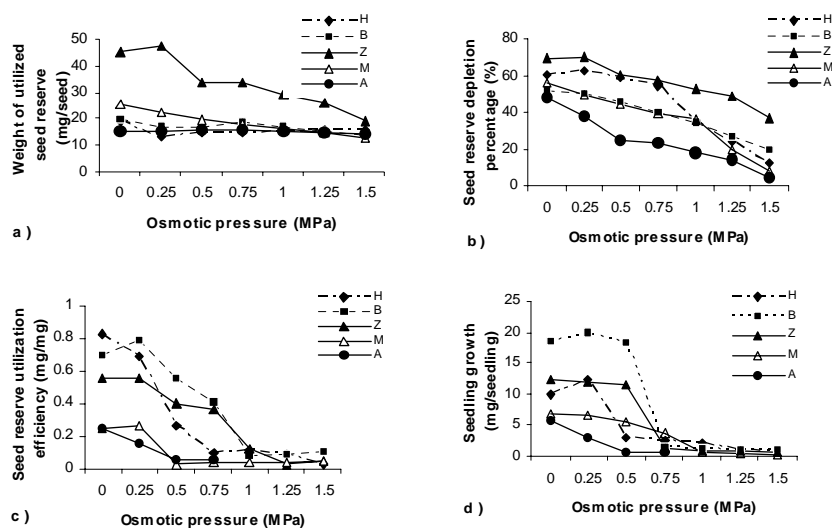 H
B
Z
M
A
Weight of utilized
seed reserve
(mg/seed)
50
40
30
20
10
0
0 0.25 0.5 0.75 1 1.25 1.5
Osmotic pressure (MPa)
a )
H
B
Z
M
A
Seed reserve depletion
percent age (%)
80
60
40
20
0
0 0.25 0.5 0.75 1 1.25 1.5
Osmotic pressure (MPa)
b )
H
B
Z
M
A
Seed reserve utilization
efficiency (mg/mg)
1
0.8
0.6
0.4
0.2
0
0 0.25 0.5 0.75 1 1.25 1.5
Osmotic pressure (MPa)
c )
H
B
Z
M
A
Seedling growth
(mg/seedling)
25
20
15
10
5
0
0 0.25 0.5 0.75 1 1.25 1.5
Osmotic pressure (MPa)
d )